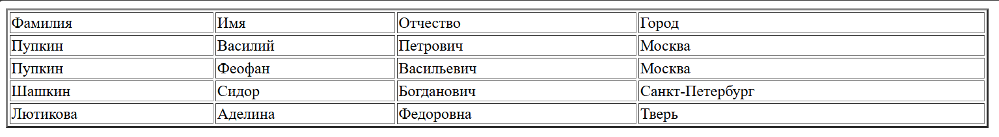 Фамилия Имя Отчество Город
Пупкин Василий Петрович Москва
Пупкин Феофан Васильевич Москва
Шашкин Сидор Богданович Санкт-Петербург
Лютикова Аделина Федоровна Тверь